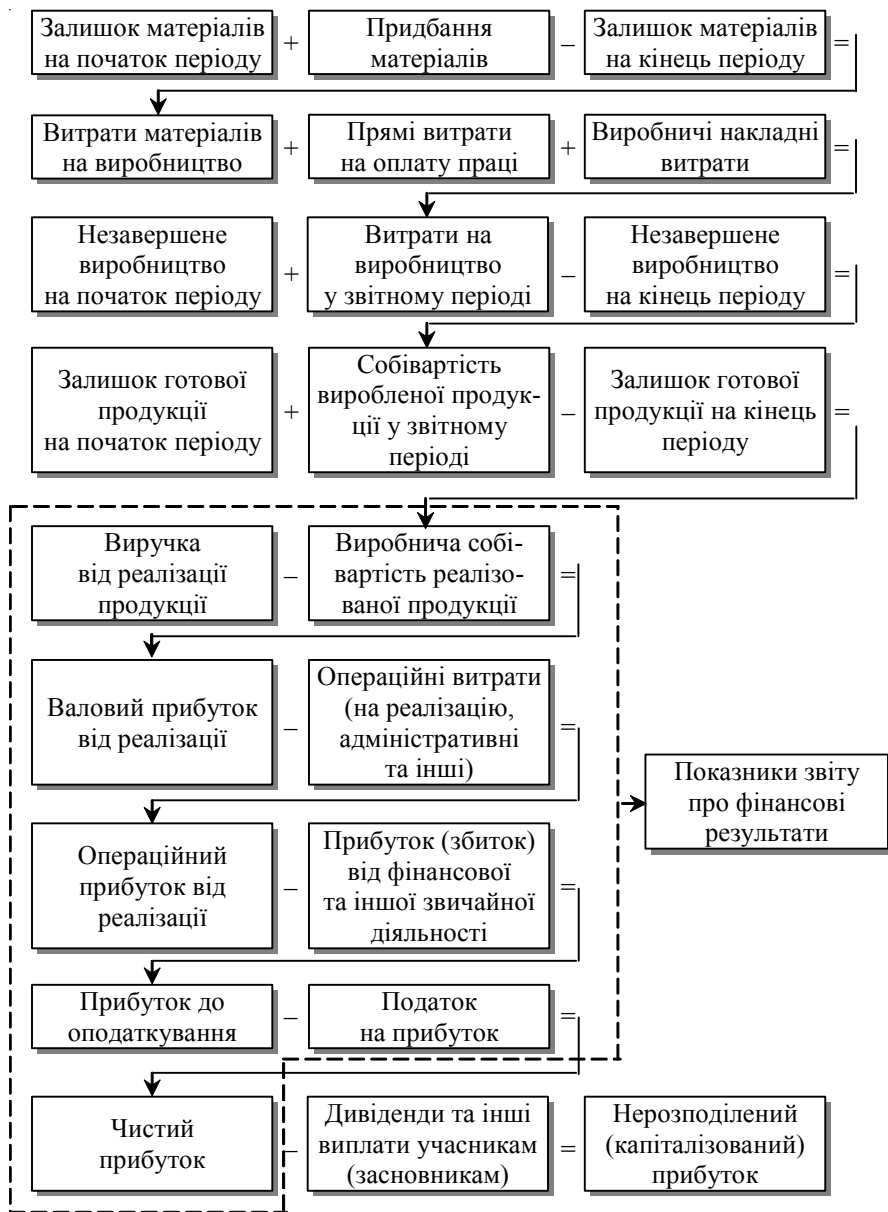 Залишок матеріалів
на початок періоду
+
Придбання
матеріалів
–
Залишок матеріалів
на кінець періоду
=
Витрати матеріалів
на виробництво
+
Прямі витрати
на оплату праці
+
Виробничі накладні
витрати
=
Незавершене
виробництво
на початок періоду
+
Витрати на
виробництво
у звітному періоді
–
Незавершене
виробництво
на кінець періоду
=
Залишок готової
продукції
на початок періоду
+
Собівартість
виробленої продук-
ції у звітному
періоді
–
Залишок готової
продукції на кінець
періоду
=
Виручка
від реалізації
продукції
–
Виробнича собі-
вартість реалізо-
ваної продукції
=
Валовий прибуток
від реалізації
–
Операційні витрати
(на реалізацію,
адміністративні
та інші)
=
Показники звіту
про фінансові
результати
Операційний
прибуток від
реалізації
–
Прибуток (збиток)
від фінансової
та іншої звичайної
діяльності
=
Прибуток до
оподаткування
–
Податок
на прибуток
=
Чистий
прибуток
–
Дивіденди та інші
виплати учасникам
(засновникам)
=
Нерозподілений
(капіталізований)
прибуток